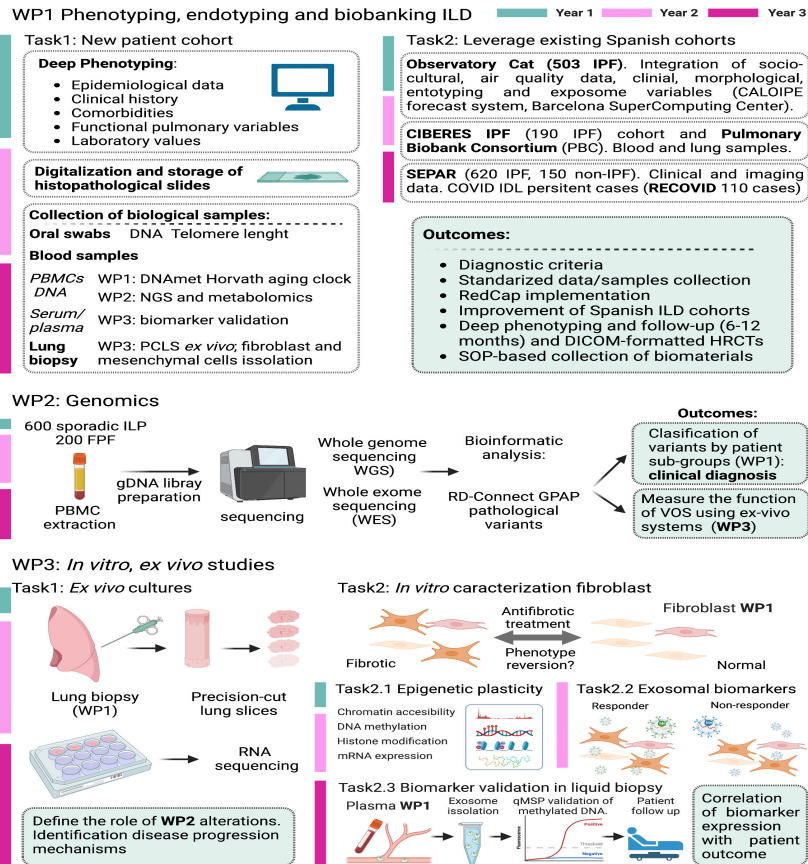 WP1 Phenotyping, endotyping and biobanking ILD
Year 1
Year 2
Year 3
Task1: New patient cohort
Deep Phenotyping:
• Epidemiological data
• Clinical history
• Comorbidities
• Functional pulmonary variables
• Laboratory values
Digitalization and storage of
histopathological slides
Collection of biological samples:
Oral swabs DNA Telomere lenght
Blood samples
PBMCs
DNA
WP1: DNAmet Horvath aging clock
WP2: NGS and metabolomics
Serum/
plasma
WP3: biomarker validation
Lung
biopsy
WP3: PCLS ex vivo; fibroblast and
mesenchymal cells issolation
Task2: Leverage existing Spanish cohorts
Observatory Cat (503 IPF). Integration of socio-
cultural, air quality data, clinial, morphological,
entotyping and exposome variables (CALOIPE
forecast system, Barcelona SuperComputing Center).
CIBERES IPF (190 IPF) cohort and Pulmonary
Biobank Consortium (PBC). Blood and lung samples.
SEPAR (620 IPF, 150 non-IPF). Clinical and imaging
data. COVID IDL persitent cases (RECOVID 110 cases)
Outcomes:
• Diagnostic criteria
• Standarized data/samples collection
• RedCap implementation
• Improvement of Spanish ILD cohorts
• Deep phenotyping and follow-up (6-12
months) and DICOM-formatted HRCTs
• SOP-based collection of biomaterials
WP2: Genomics
600 sporadic ILP
200 FPF
PBMC
extraction
gDNA libray
preparation
sequencing
Whole genome
sequencing
WGS)
Whole exome
sequencing
(WES)
Bioinformatic
analysis:
RD-Connect GPAP
pathological
variants
Outcomes:
Clasification of
variants by patient
sub-groups (WP1):
clinical diagnosis
Measure the function
of VOS using ex-vivo
systems (WP3)
WP3: In vitro, ex vivo studies
Task1: Ex vivo cultures
Lung biopsy
(WP1)
Precision-cut
lung slices
RNA
sequencing
Define the role of WP2 alterations.
Identification disease progression
mechanisms
Task2: In vitro caracterization fibroblast
Fibrotic
Antifibrotic
treatment
Phenotype
reversion?
Fibroblast WP1
Normal
Task2.1 Epigenetic plasticity
Chromatin accesibility
DNA methylation
Histone modification
mRNA expression
Task2.2 Exosomal biomarkers
Responder
Non-responder
Task2.3 Biomarker validation in liquid biopsy
Plasma WP1
Exosome
issolation
qMSP validation of
methylated DNA.
Fluorescence
Positive
Threshold
Negative
Patient
follow up
Correlation
of biomarker
expression
with patient
outcome